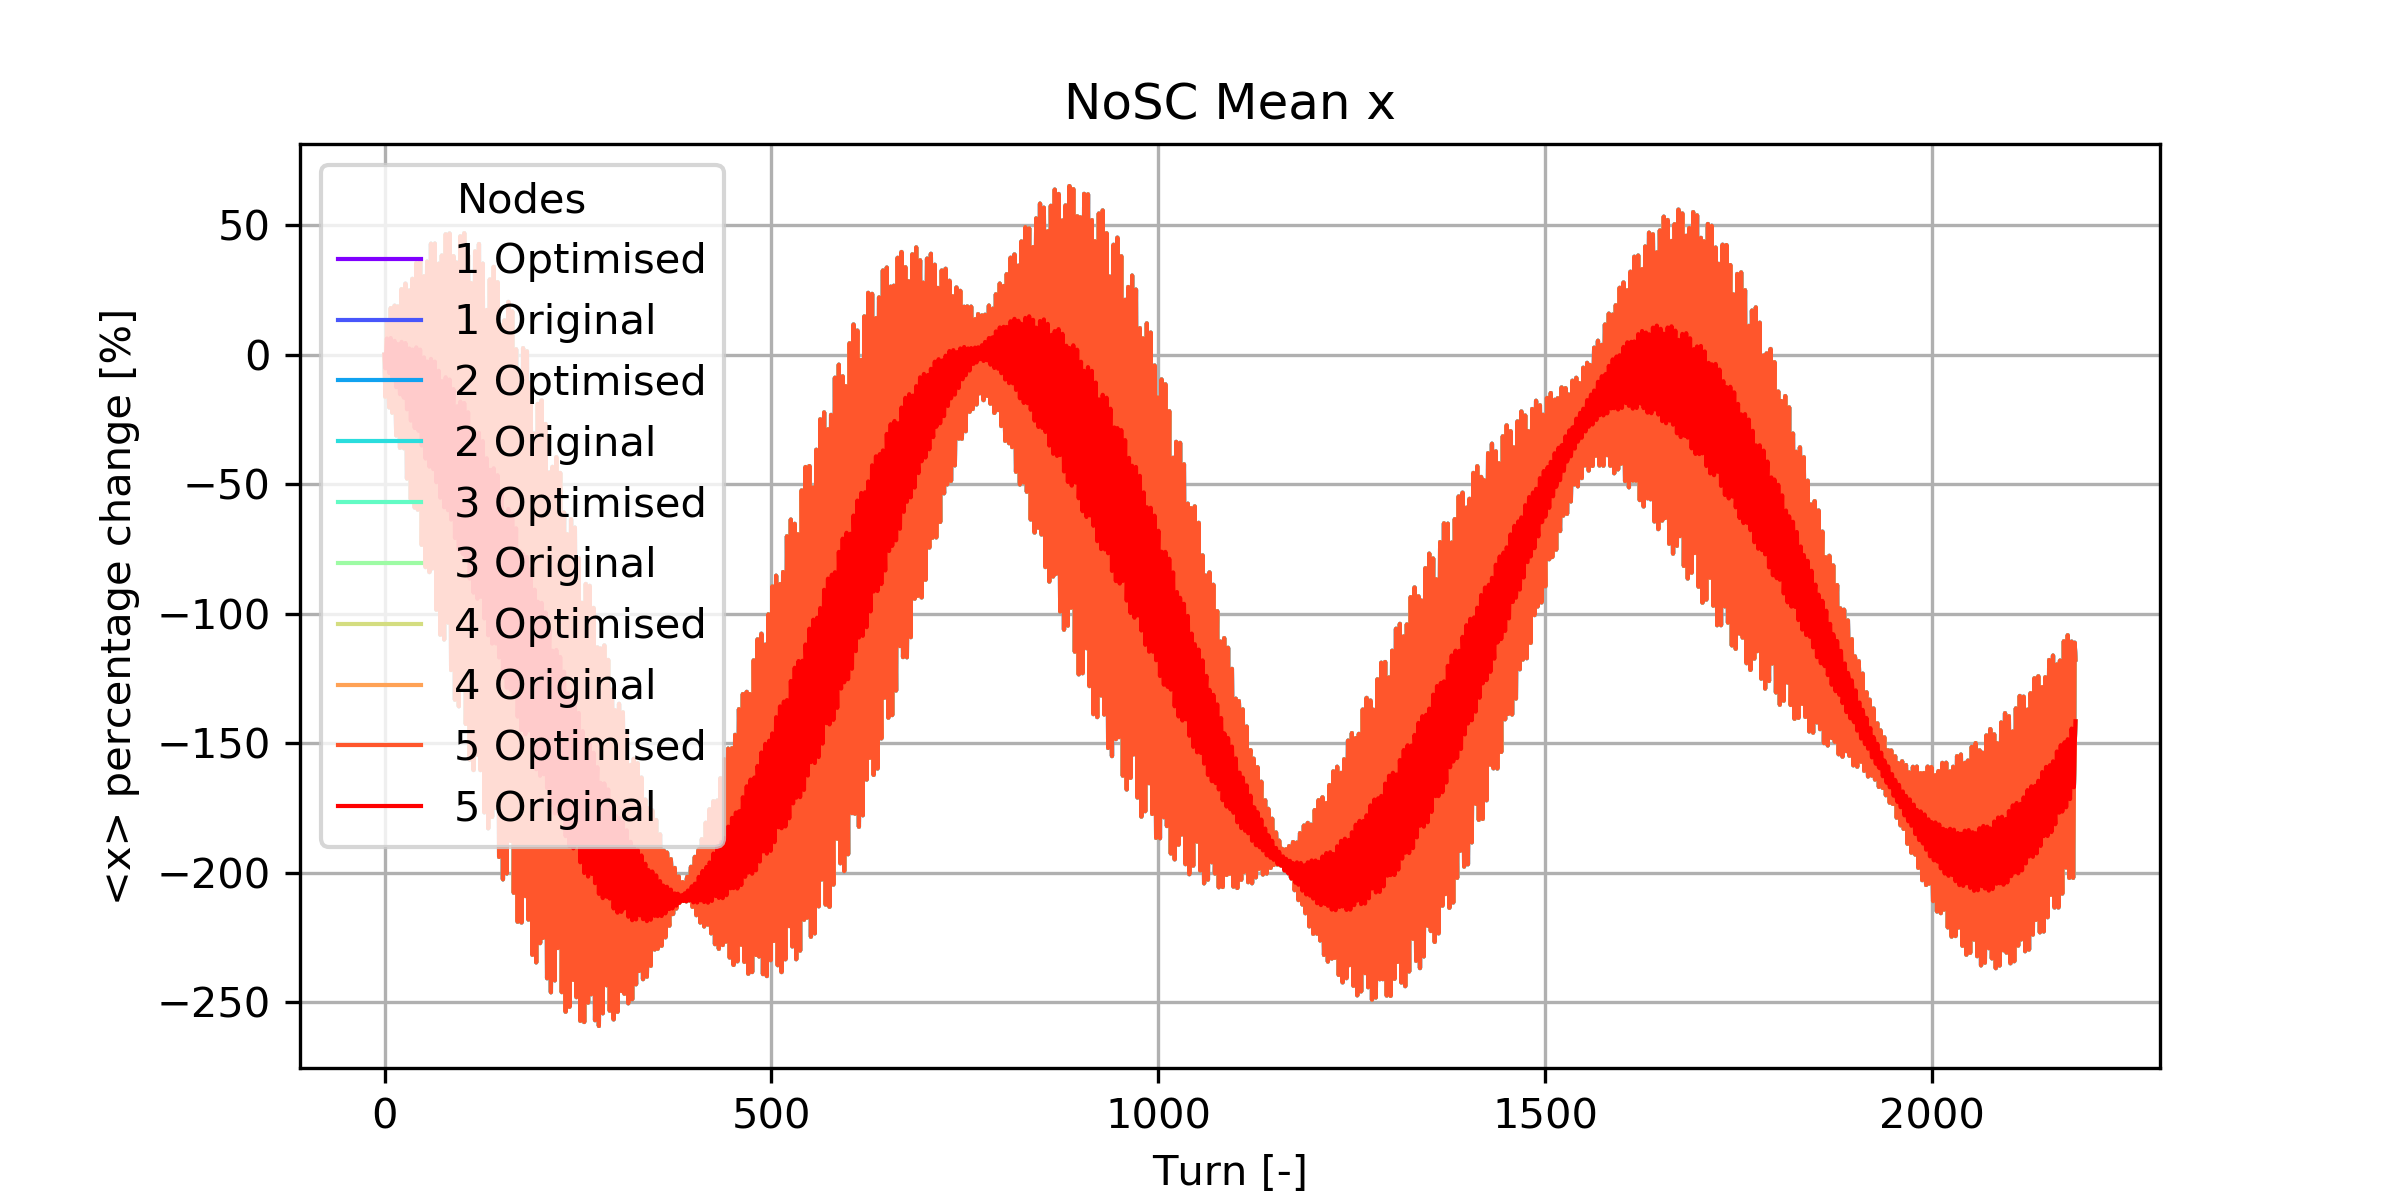 NoSC Mean x
<x> percentage change [%]
50
0
−50
−100
−150
−200
−250
Nodes
1 Optimised
1 Original
2 Optimised
2 Original
3 Optimised
3 Original
4 Optimised
4 Original
5 Optimised
5 Original
0 500 1000 1500 2000
Turn [-]